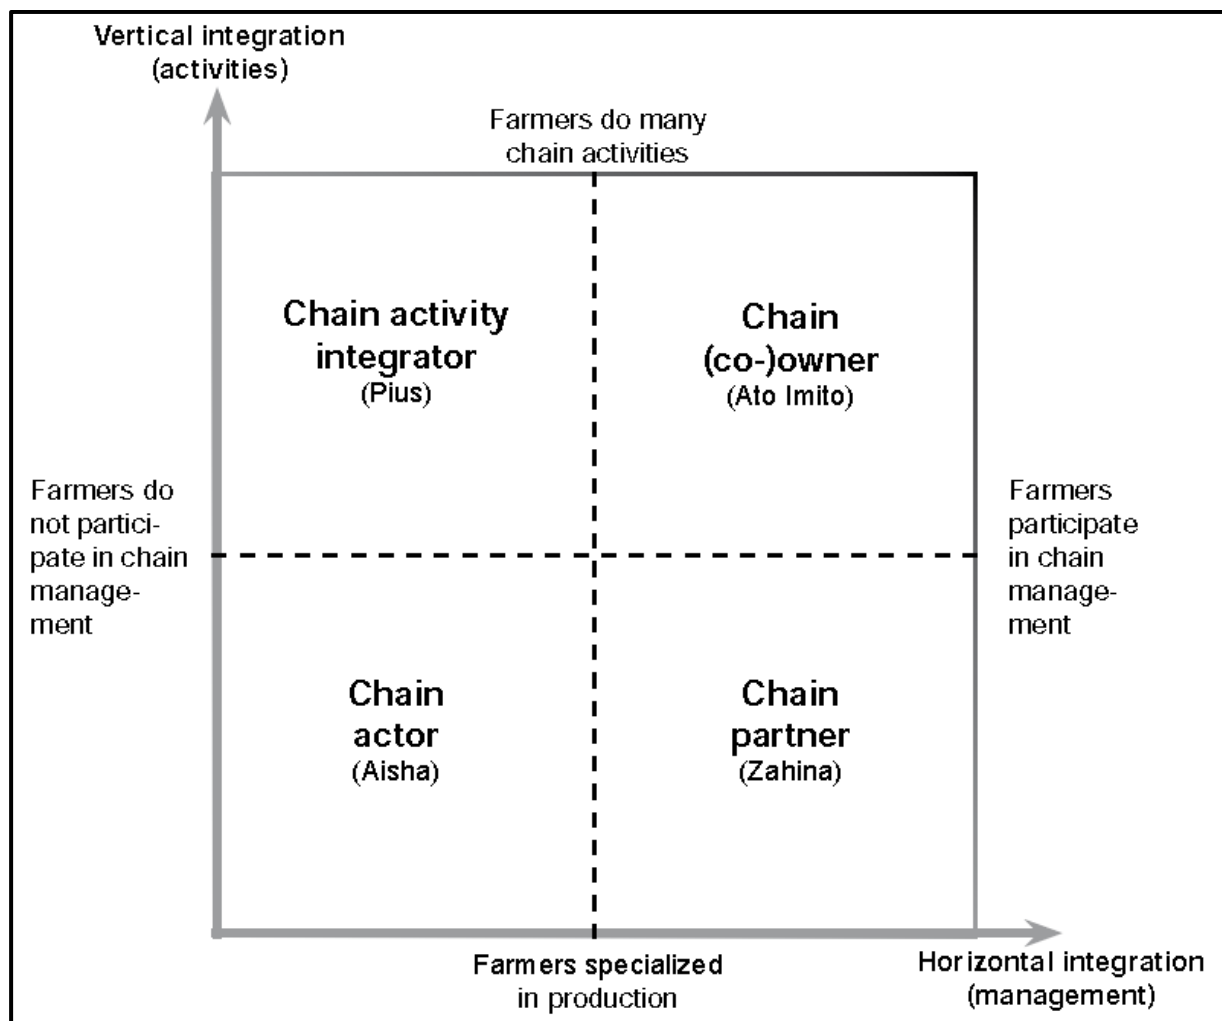 Vertical integration
(activities)
Farmers do many
chain activities
Chain activity
integrator
(Pius)
Chain
(co-)owner
(Ato Imito)
Farmers do
not partici-
pate in chain
manage-
ment
Farmers
participate
in chain
manage-
ment
Chain
actor
(Aisha)
Chain
partner
(Zahina)
Farmers specialized
in production
Horizontal integration
(management)